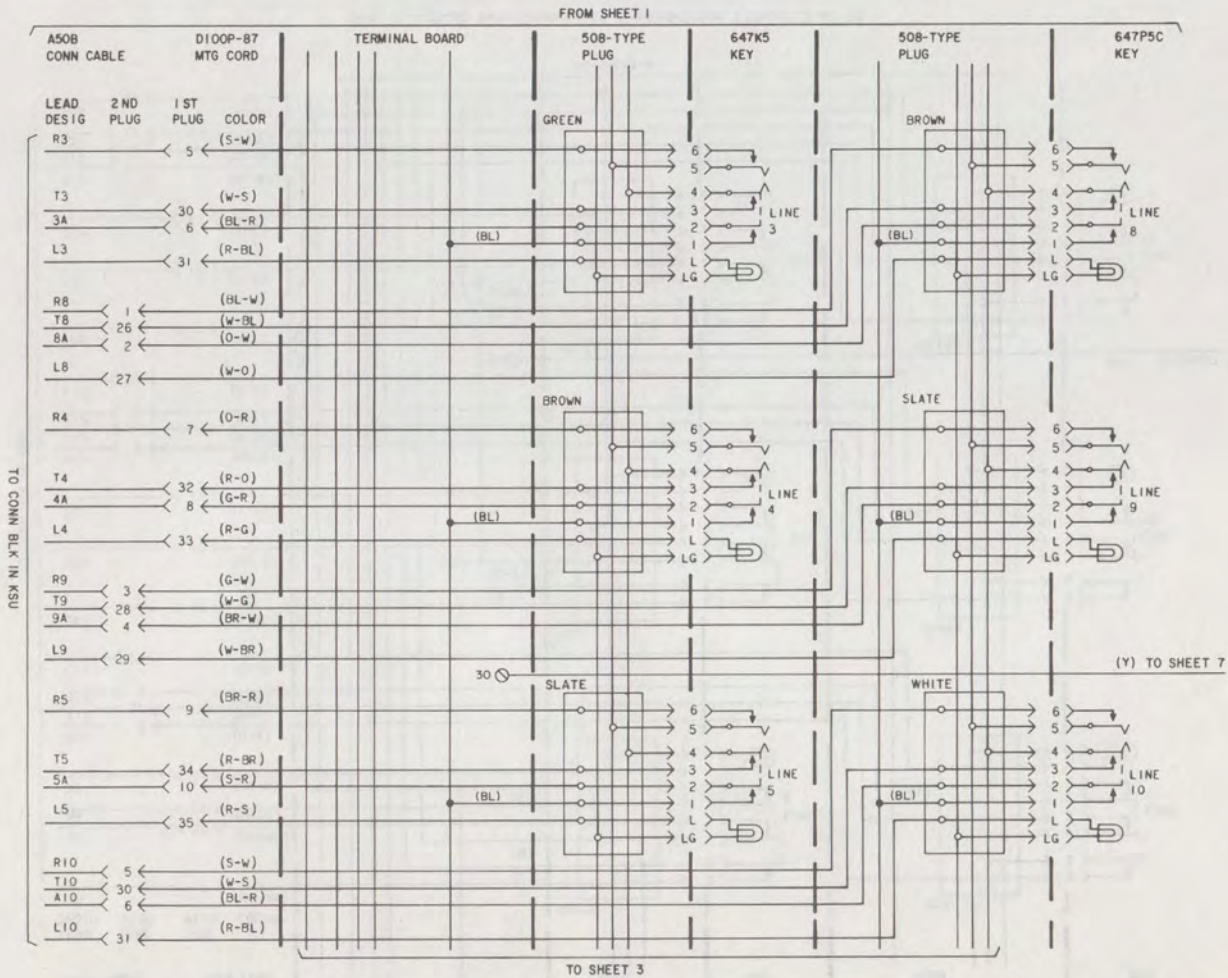 FROM SHEET 1
A50B
CONN CABLE
D100P-87
MTG CORD
TERMINAL BOARD
508-TYPE
PLUG
647K5
KEY
508-TYPE
PLUG
647P5C
KEY
LEAD
DESIG
2ND
PLUG
1ST
PLUG
COLOR
TO CONN BLK IN KSU
R3 5 (S-W)
T3 30 (W-S)
3A 6 (BL-R)
L3 31 (R-BL)
GREEN
(BL)
6
5
4
3
2
1
L
LG
LINE
3
BROWN
(BL)
6
5
4
3
2
1
L
LG
LINE
8
R8 1 (BL-W)
T8 26 (W-BL)
8A 2 (O-W)
L8 27 (W-O)
R4 7 (O-R)
T4 32 (R-O)
4A 8 (G-R)
L4 33 (R-G)
BROWN
(BL)
6
5
4
3
2
1
L
LG
LINE
4
SLATE
(BL)
6
5
4
3
2
1
L
LG
LINE
9
R9 3 (G-W)
T9 28 (W-G)
9A 4 (BR-W)
L9 29 (W-BR)
30 (Y) TO SHEET 7
R5 9 (BR-R)
T5 34 (R-BR)
5A 10 (S-R)
L5 35 (R-S)
SLATE
(BL)
6
5
4
3
2
1
L
LG
LINE
5
WHITE
(BL)
6
5
4
3
2
1
L
LG
LINE
10
R10 5 (S-W)
T10 30 (W-S)
A10 6 (BL-R)
L10 31 (R-BL)
TO SHEET 3